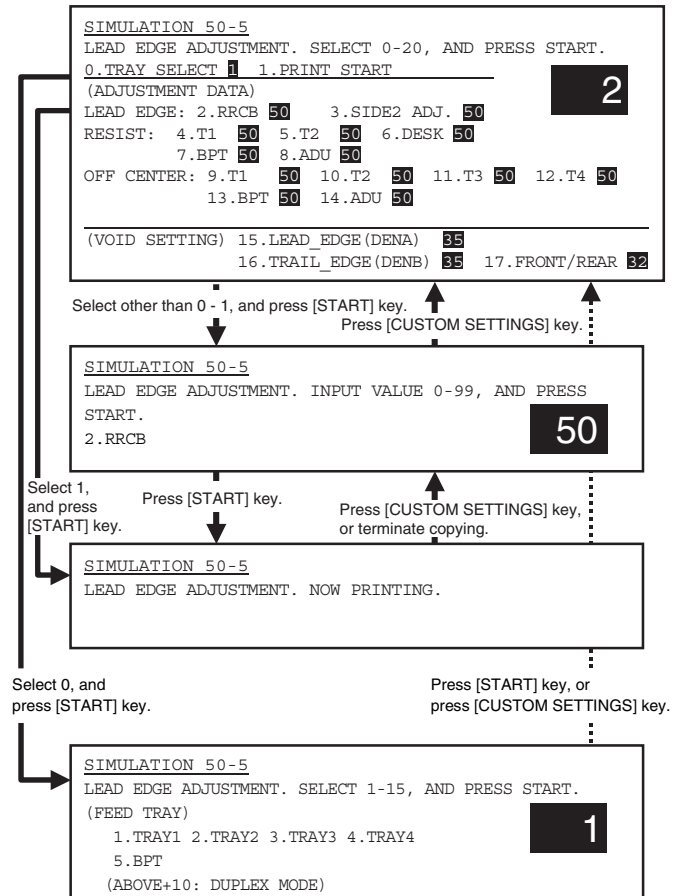 SIMULATION 50-5
LEAD EDGE ADJUSTMENT. SELECT 0-20, AND PRESS START.
0.TRAY SELECT 1 1.PRINT START
2
(ADJUSTMENT DATA)
LEAD EDGE: 2.RRCB 50 3.SIDE2 ADJ. 50
RESIST: 4.T1 50 5.T2 50 6.DESK 50
7.BPT 50 8.ADU 50
OFF CENTER: 9.T1 50 10.T2 50 11.T3 50 12.T4 50
13.BPT 50 14.ADU 50
(VOID SETTING) 15.LEAD_EDGE(DENA) 35
16.TRAIL_EDGE(DENB) 35 17.FRONT/REAR 32
Select other than 0 - 1, and press [START] key.
Press [CUSTOM SETTINGS] key.
SIMULATION 50-5
LEAD EDGE ADJUSTMENT. INPUT VALUE 0-99, AND PRESS
START.
2.RRCB
50
Select 1,
and press
[START] key.
Press [START] key.
Press [CUSTOM SETTINGS] key,
or terminate copying.
SIMULATION 50-5
LEAD EDGE ADJUSTMENT. NOW PRINTING.
Select 0, and
press [START] key.
Press [START] key, or
press [CUSTOM SETTINGS] key.
SIMULATION 50-5
LEAD EDGE ADJUSTMENT. SELECT 1-15, AND PRESS START.
(FEED TRAY)
1
1.TRAY1 2.TRAY2 3.TRAY3 4.TRAY4
5.BPT
(ABOVE+10: DUPLEX MODE)